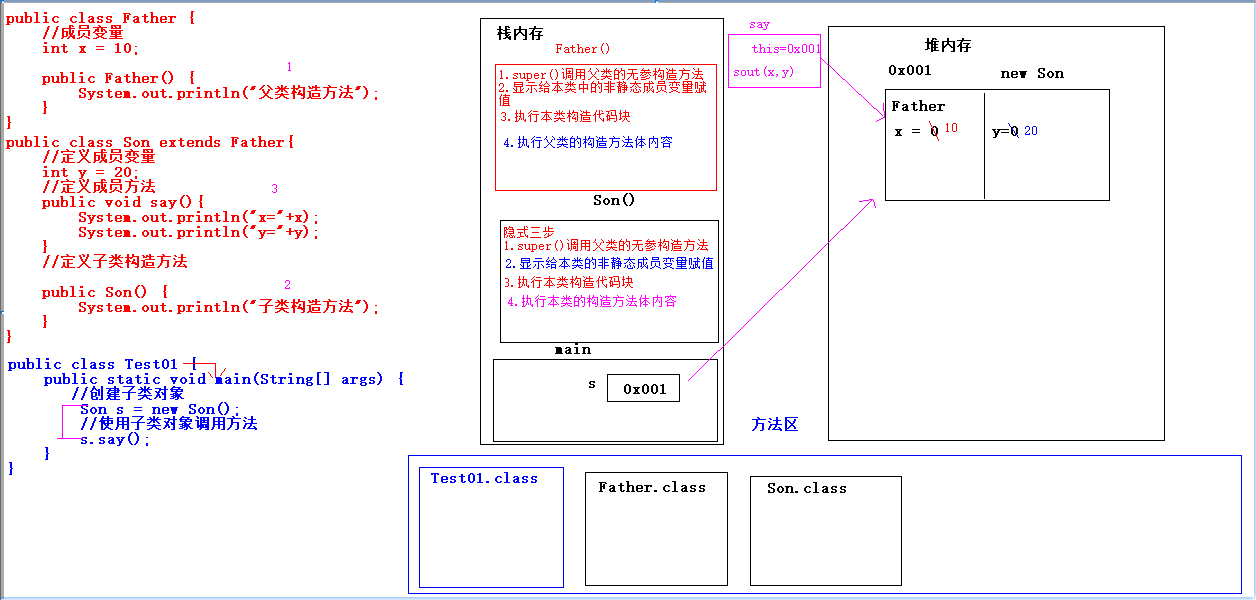 public class Father {
//成员变量
int x = 10;
1
public Father() {
System.out.println("父类构造方法");
}
}
public class Son extends Father{
//定义成员变量
int y = 20;
//定义成员方法
3
public void say(){
System.out.println("x="+x);
System.out.println("y="+y);
}
//定义子类构造方法
2
public Son() {
System.out.println("子类构造方法");
}
}
public class Test01 {
public static void main(String[] args) {
//创建子类对象
Son s = new Son();
//使用子类对象调用方法
s.say();
}
}
栈内存
Father()
1.super()调用父类的无参构造方法
2.显示给本类中的非静态成员变量赋
值
3.执行本类构造代码块
4.执行父类的构造方法体内容
Son()
隐式三步
1.super()调用父类的无参构造方法
2.显示给本类的非静态成员变量赋值
3.执行本类构造代码块
4.执行本类的构造方法体内容
main
s
0x001
say
this=0x001
sout(x,y)
堆内存
0x001
new Son
Father
x = 0 10
y=0 20
方法区
Test01.class
Father.class
Son.class